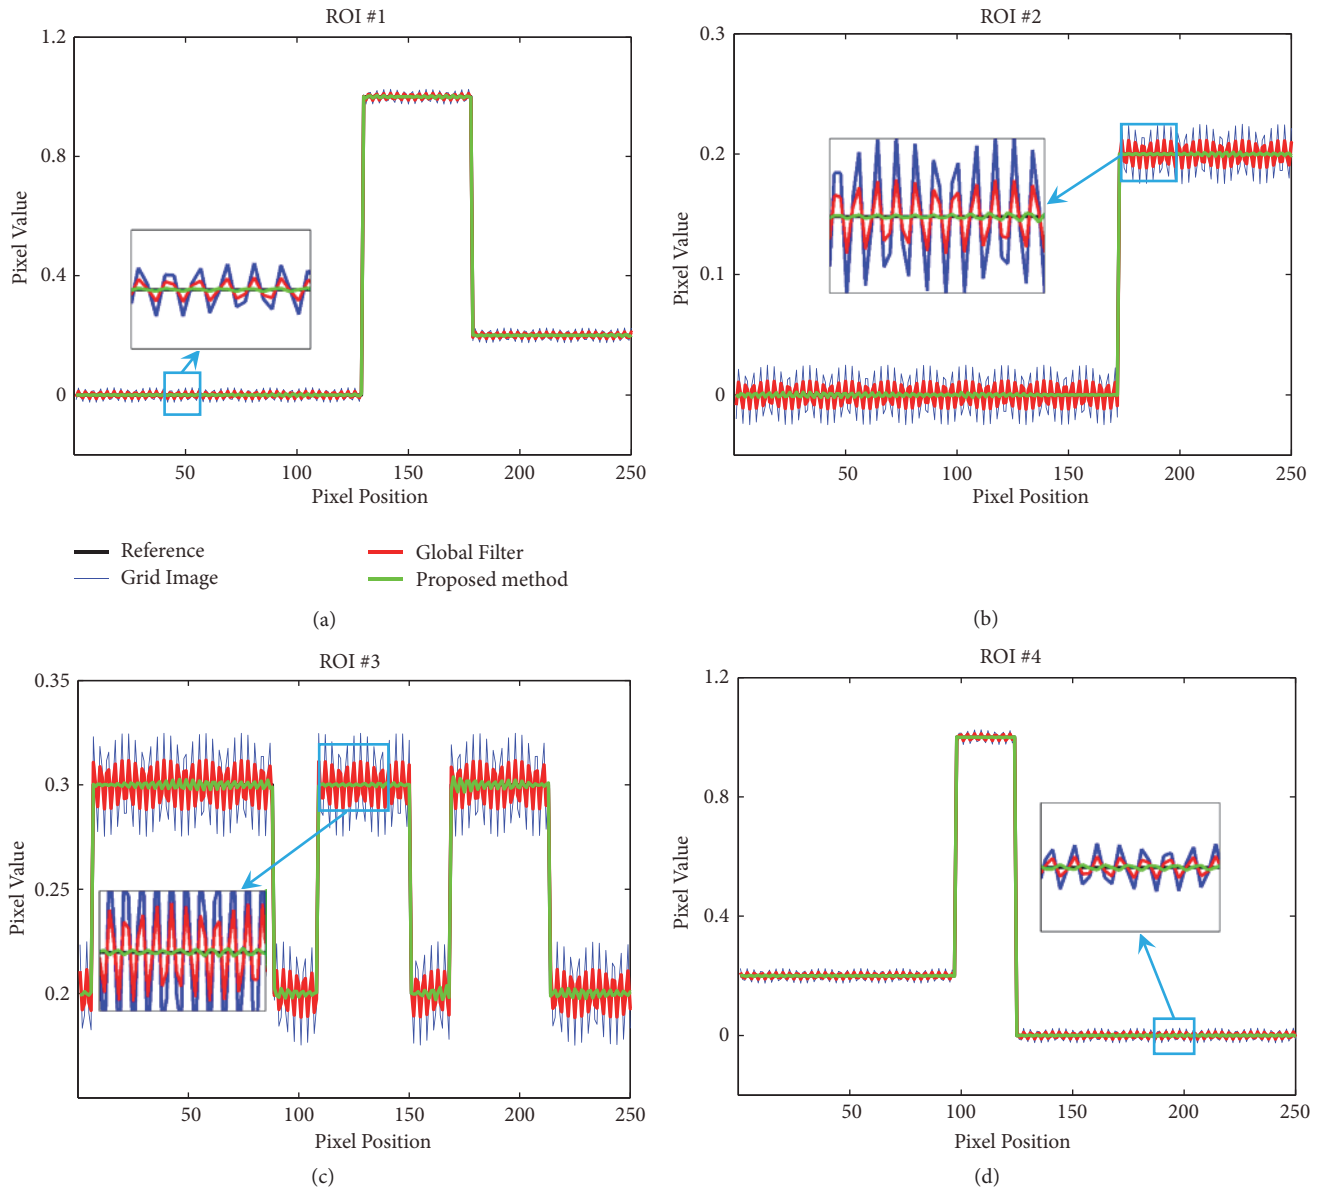 ROI #1
1.2
0.8
0.4
0
Pixel Value
50 100 150 200 250
Pixel Position
ROI #2
0.3
0.2
0.1
0
Pixel Value
50 100 150 200 250
Pixel Position
Reference
Grid Image
Global Filter
Proposed method
(a)
(b)
ROI #3
0.35
0.3
0.25
0.2
Pixel Value
50 100 150 200 250
Pixel Position
(c)
ROI #4
1.2
0.8
0.4
0
Pixel Value
50 100 150 200 250
Pixel Position
(d)